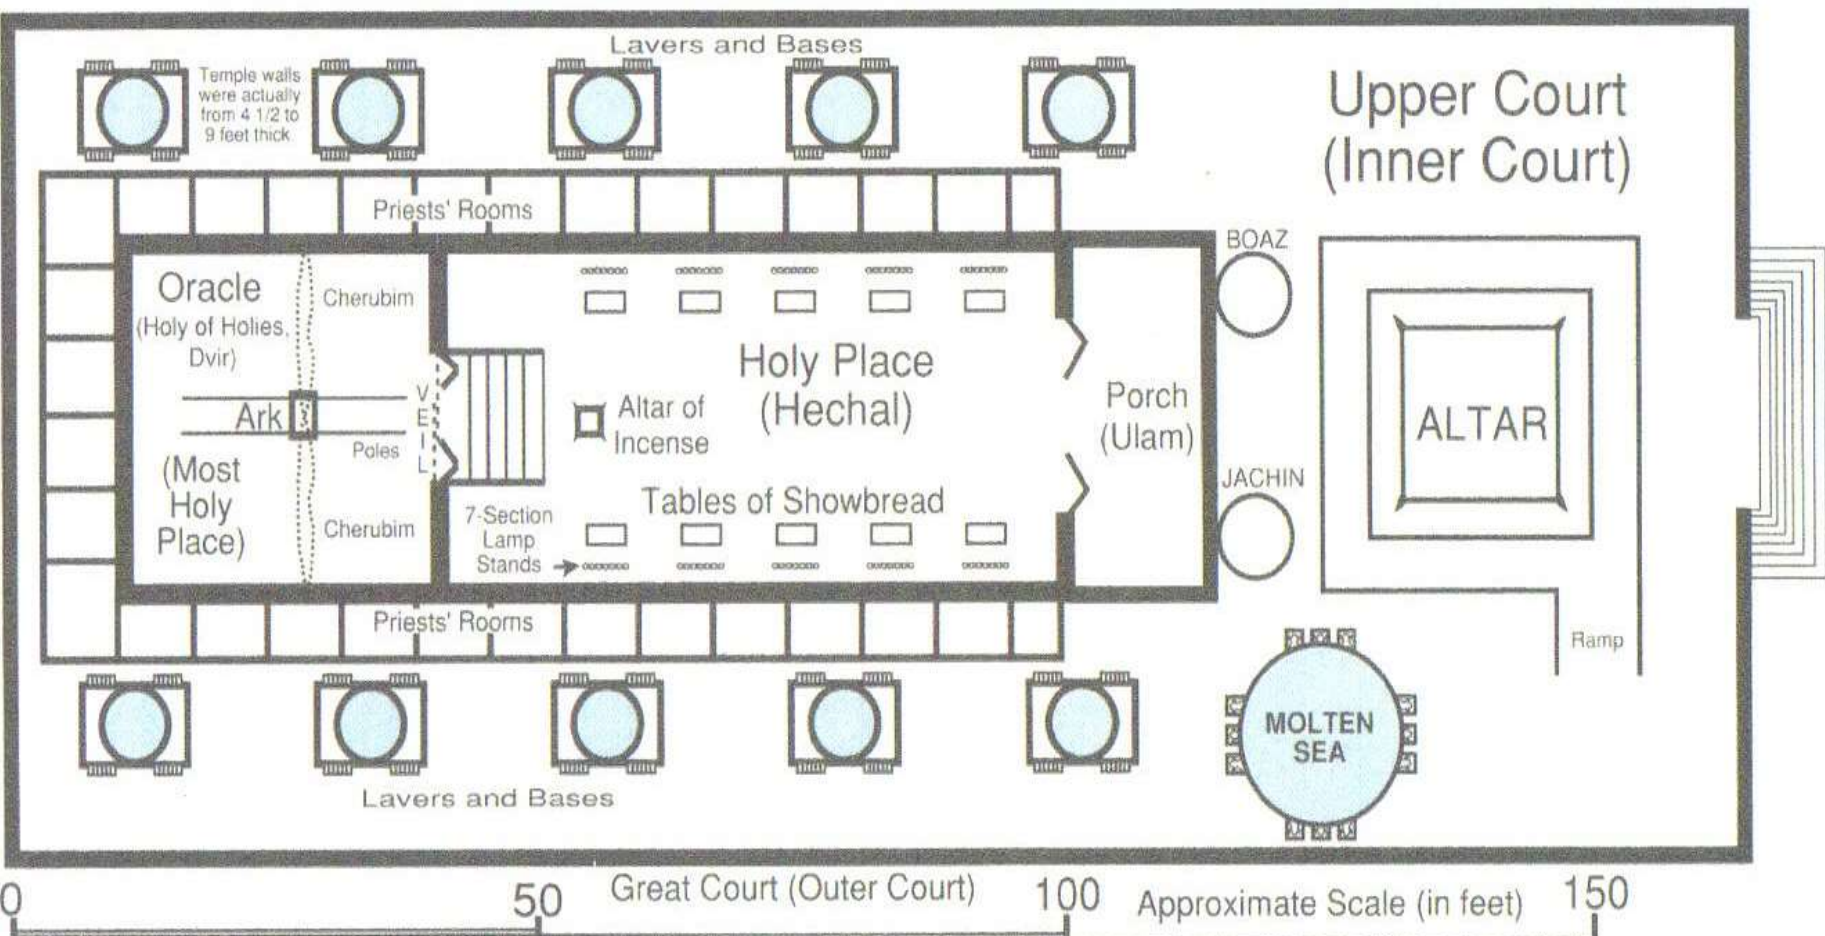 Lavers and Bases
Temple walls
were actually
from 4 1/2 to
9 feet thick.
Upper Court
(Inner Court)
Priests' Rooms
BOAZ
Oracle
(Holy of Holies,
Dvir)
Cherubim
Holy Place
(Hechal)
Ark
Poles
VEIL
Altar of
Incense
Porch
(Ulam)
ALTAR
(Most
Holy
Place)
Cherubim
Tables of Showbread
7-Section
Lamp
Stands
JACHIN
Priests' Rooms
Ramp
MOLTEN
SEA
Lavers and Bases
0 50 Great Court (Outer Court) 100 Approximate Scale (in feet) 150